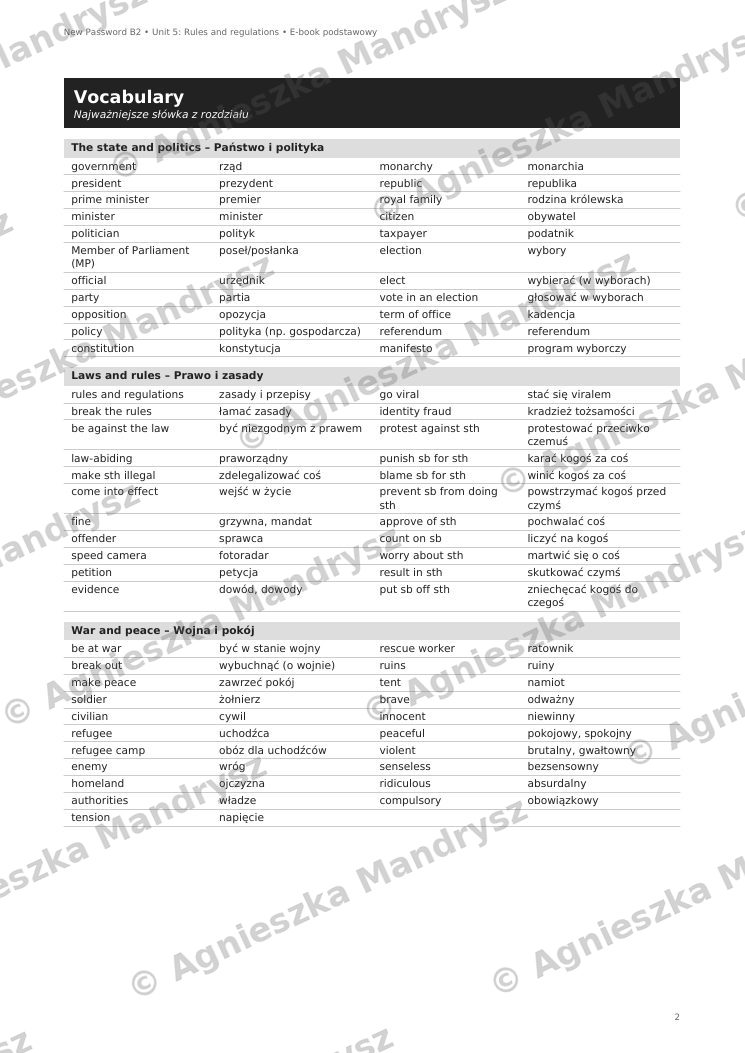 New Password B2 • Unit 5: Rules and regulations • E-book podstawowy
Vocabulary
Najważniejsze słówka z rozdziału
The state and politics – Państwo i polityka
government rząd monarchy monarchia
president prezydent republic republika
prime minister premier royal family rodzina królewska
minister minister citizen obywatel
politician polityk taxpayer podatnik
Member of Parliament (MP) poseł/posłanka election wybory
official urzędnik elect wybierać (w wyborach)
party partia vote in an election głosować w wyborach
opposition opozycja term of office kadencja
policy polityka (np. gospodarcza) referendum referendum
constitution konstytucja manifesto program wyborczy
Laws and rules – Prawo i zasady
rules and regulations zasady i przepisy go viral stać się viralem
break the rules łamać zasady identity fraud kradzież tożsamości
be against the law być niezgodnym z prawem protest against sth protestować przeciwko czemuś
law-abiding praworządny punish sb for sth karać kogoś za coś
make sth illegal zdelegalizować coś blame sb for sth winić kogoś za coś
come into effect wejść w życie prevent sb from doing sth powstrzymać kogoś przed czymś
fine grzywna, mandat approve of sth pochwalać coś
offender sprawca count on sb liczyć na kogoś
speed camera fotoradar worry about sth martwić się o coś
petition petycja result in sth skutkować czymś
evidence dowód, dowody put sb off sth zniechęcać kogoś do czegoś
War and peace – Wojna i pokój
be at war być w stanie wojny rescue worker ratownik
break out wybuchnąć (o wojnie) ruins ruiny
make peace zawrzeć pokój tent namiot
soldier żołnierz brave odważny
civilian cywil innocent niewinny
refugee uchodźca peaceful pokojowy, spokojny
refugee camp obóz dla uchodźców violent brutalny, gwałtowny
enemy wróg senseless bezsensowny
homeland ojczyzna ridiculous absurdalny
authorities władze compulsory obowiązkowy
tension napięcie
© Agnieszka Mandrysz
2